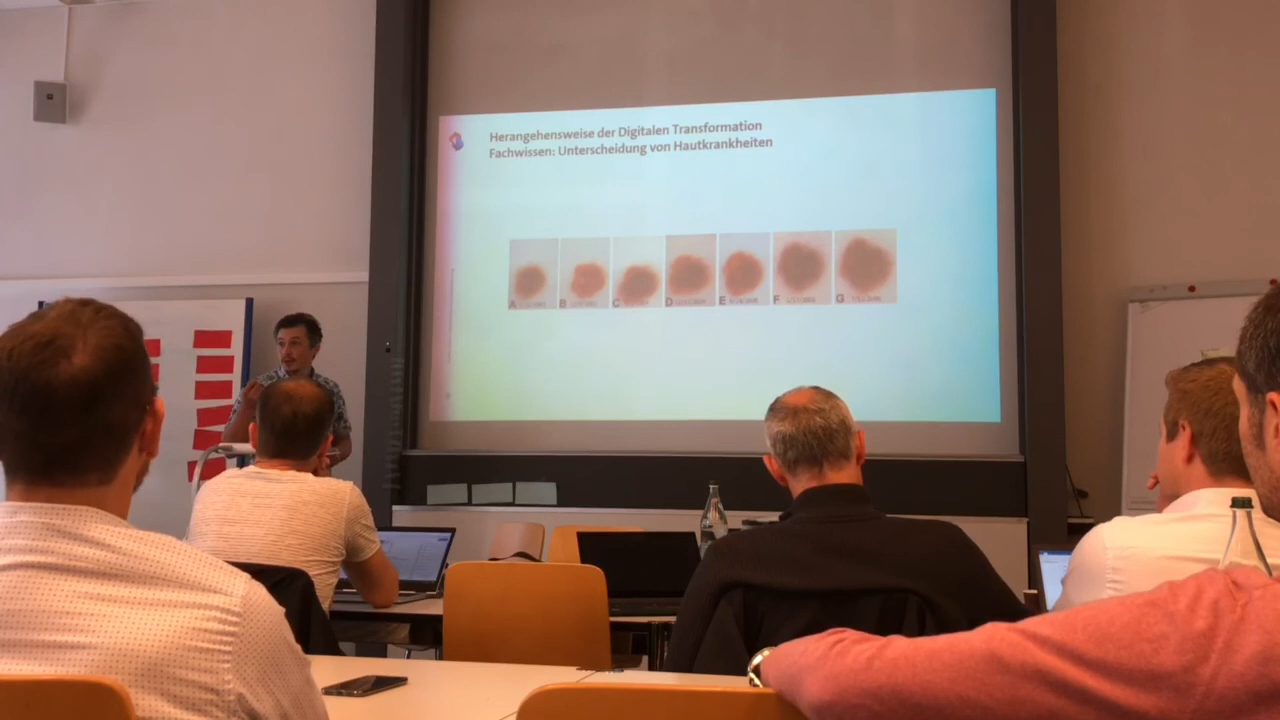 Herangehensweise der Digitalen Transformation
Fachwissen: Unterscheidung von Hautkrankheiten
A B C D E F G